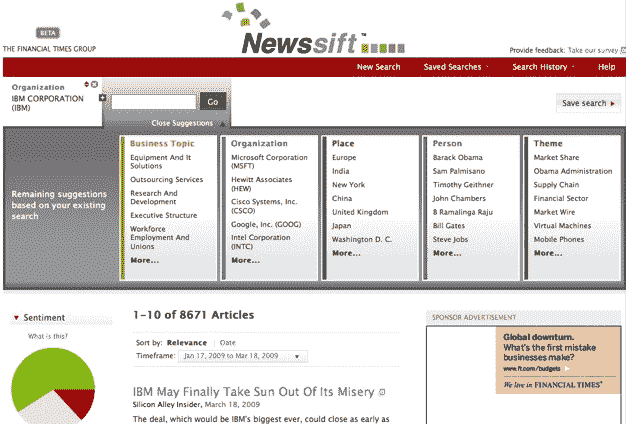 BETA
THE FINANCIAL TIMES GROUP
Newssift
Provide feedback: Take our survey
New Search Saved Searches Search History Help
Organization
IBM CORPORATION
(IBM)
Go
Save search
Close Suggestions
Remaining suggestions
based on your existing
search
Business Topic
Equipment And It
Solutions
Outsourcing Services
Research And
Development
Executive Structure
Workforce
Employment And
Unions
More...
Organization
Microsoft Corporation
(MSFT)
Hewitt Associates
(HEW)
Cisco Systems, Inc.
(CSCO)
Google, Inc. (GOOG)
Intel Corporation
(INTC)
More...
Place
Europe
India
New York
China
United Kingdom
Japan
Washington D. C.
More...
Person
Barack Obama
Sam Palmisano
Timothy Geithner
John Chambers
B Ramalinga Raju
Bill Gates
Steve Jobs
More...
Theme
Market Share
Obama Administration
Supply Chain
Financial Sector
Market Wire
Virtual Machines
Mobile Phones
More...
Sentiment
What is this?
1-10 of 8671 Articles
Sort by: Relevance | Date
Timeframe: Jan 17, 2009 to Mar 18, 2009
IBM May Finally Take Sun Out Of Its Misery
Silicon Alley Insider, March 18, 2009
The deal, which would be IBM's biggest ever, could close as early as
SPONSOR ADVERTISEMENT
Global downturn.
What's the first mistake
businesses make?
www.ft.com/budgets
We live in FINANCIAL TIMES®